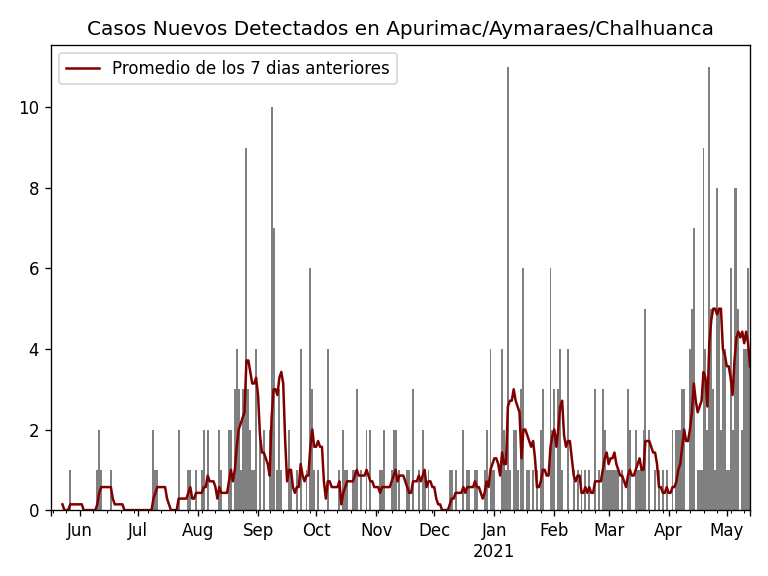 Casos Nuevos Detectados en Apurimac/Aymaraes/Chalhuanca
Promedio de los 7 dias anteriores
10
8
6
4
2
0
Jun Jul Aug Sep Oct Nov Dec Jan Feb Mar Apr May
2021